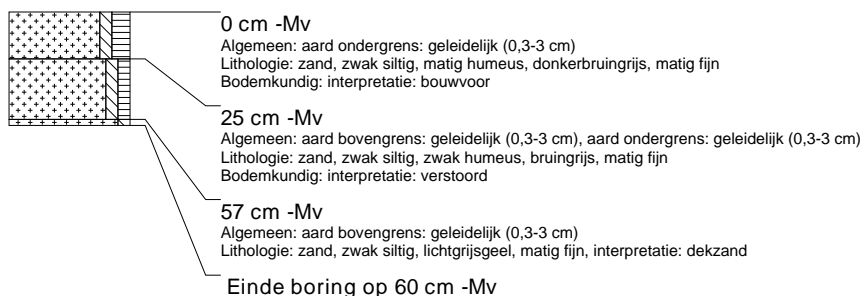 0 cm -Mv
Algemeen: aard ondergrens: geleidelijk (0,3-3 cm)
Lithologie: zand, zwak siltig, matig humeus, donkerbruingrijs, matig fijn
Bodemkundig: interpretatie: bouwvoor
25 cm -Mv
Algemeen: aard bovengrens: geleidelijk (0,3-3 cm), aard ondergrens: geleidelijk (0,3-3 cm)
Lithologie: zand, zwak siltig, zwak humeus, bruingrijs, matig fijn
Bodemkundig: interpretatie: verstoord
57 cm -Mv
Algemeen: aard bovengrens: geleidelijk (0,3-3 cm)
Lithologie: zand, zwak siltig, lichtgrijsgeel, matig fijn, interpretatie: dekzand
Einde boring op 60 cm -Mv